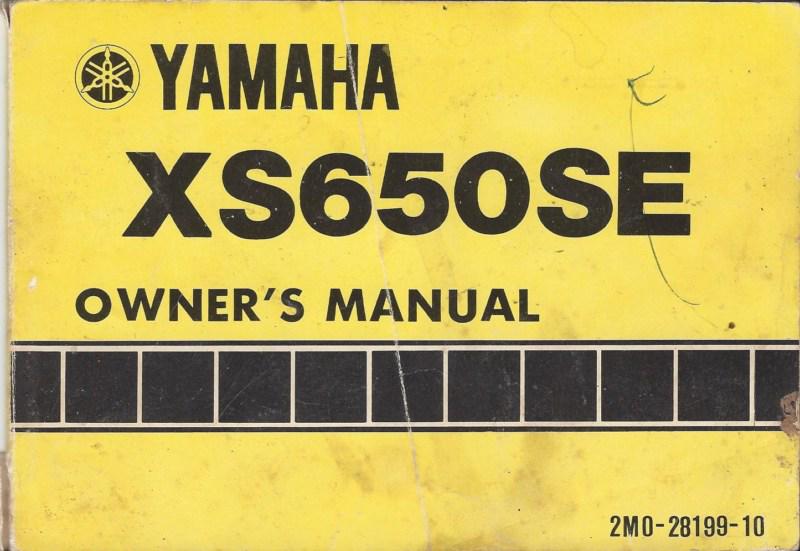 YAMAHA
XS650SE
OWNER'S MANUAL
2M0-28199-10